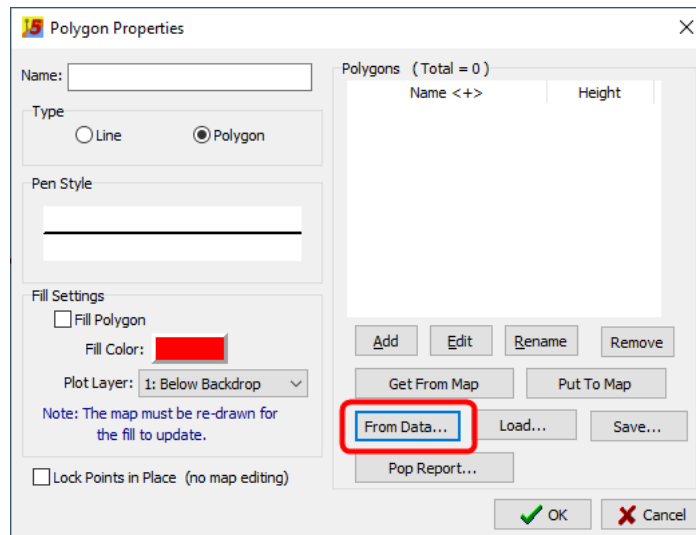 Polygon Properties
Name:
Type
Line
Polygon
Pen Style
Fill Settings
Fill Polygon
Fill Color:
Plot Layer: 1: Below Backdrop
Note: The map must be re-drawn for
the fill to update.
Lock Points in Place (no map editing)
Polygons ( Total = 0 )
Name <+> Height
Add Edit Rename Remove
Get From Map Put To Map
From Data... Load... Save...
Pop Report...
OK Cancel